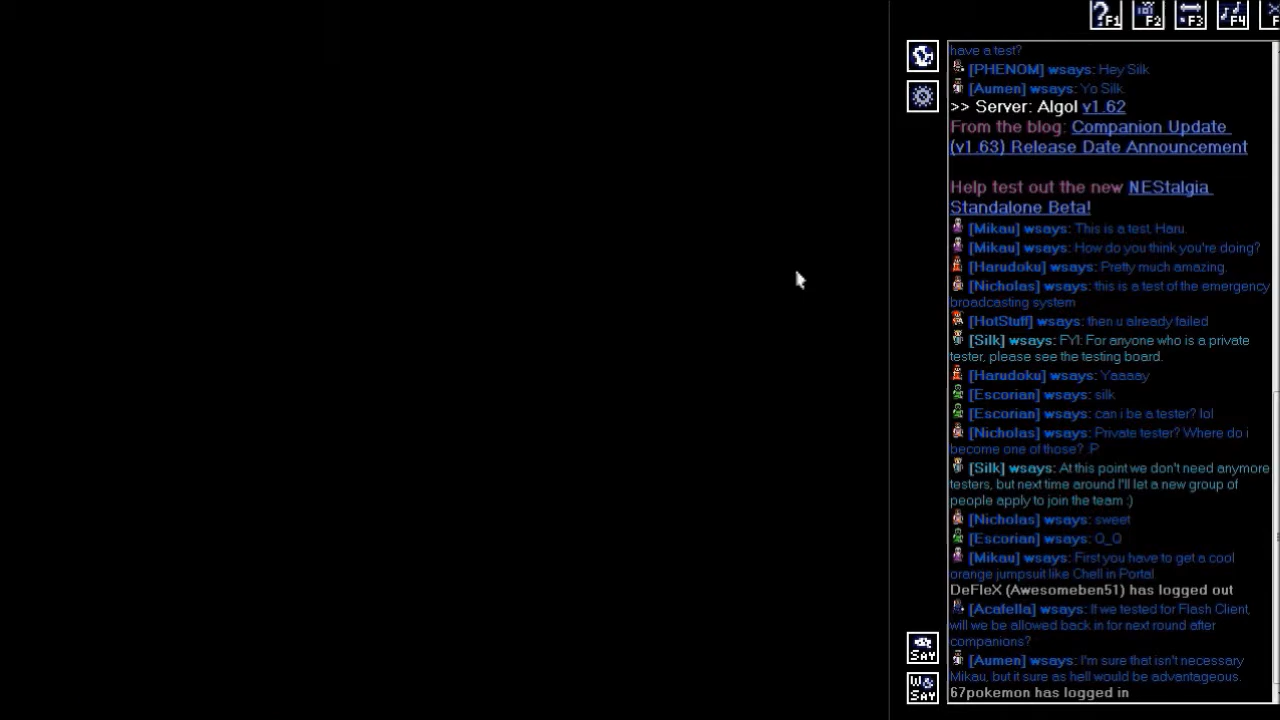 ?F1
F2
F3
F4
F
have a test?
[PHENOM] wsays: Hey Silk
[Aumen] wsays: Yo Silk.
>> Server: Algol v1.62
From the blog: Companion Update
(v1.63) Release Date Announcement
Help test out the new NEStalgia
Standalone Beta!
[Mikau] wsays: This is a test, Haru.
[Mikau] wsays: How do you think you're doing?
[Harudoku] wsays: Pretty much amazing.
[Nicholas] wsays: this is a test of the emergency
broadcasting system
[HotStuff] wsays: then u already failed
[Silk] wsays: FYI: For anyone who is a private
tester, please see the testing board.
[Harudoku] wsays: Yaaaay
[Escorian] wsays: silk
[Escorian] wsays: can i be a tester? lol
[Nicholas] wsays: Private tester? Where do i
become one of those? :P
[Silk] wsays: At this point we don't need anymore
testers, but next time around I'll let a new group of
people apply to join the team :)
[Nicholas] wsays: sweet
[Escorian] wsays: O_O
[Mikau] wsays: First you have to get a cool
orange jumpsuit like Chell in Portal
DeFleX (Awesomeben51) has logged out
[Acafella] wsays: If we tested for Flash Client,
will we be allowed back in for next round after
companions?
[Aumen] wsays: I'm sure that isn't necessary
Mikau, but it sure as hell would be advantageous.
67pokemon has logged in
SAY
W
SAY